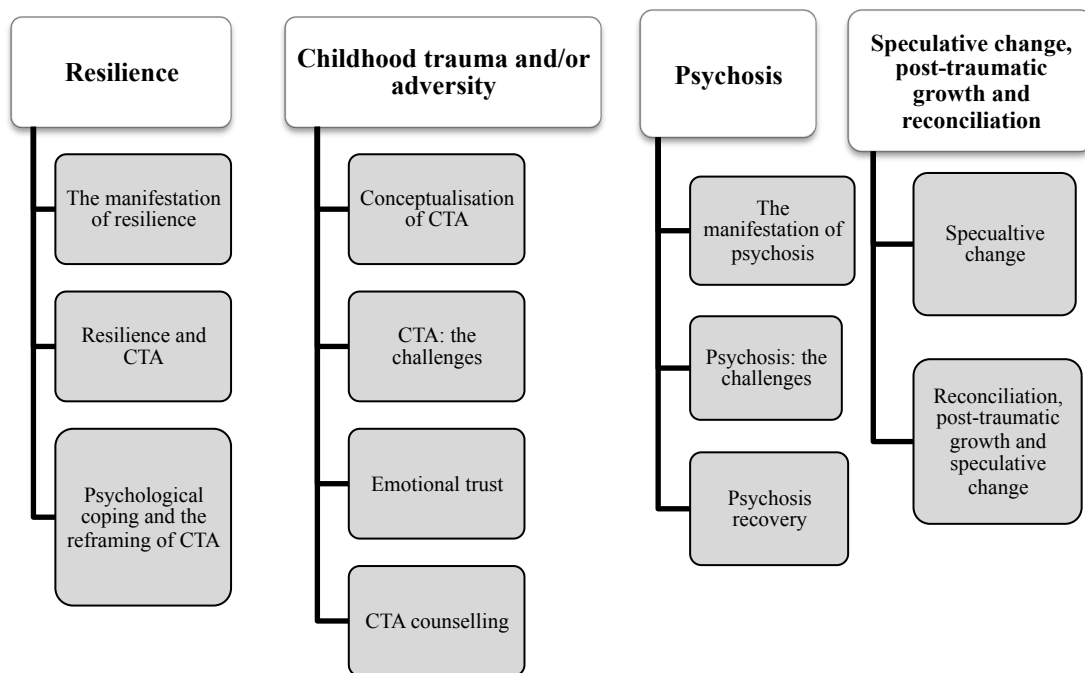 Resilience
The manifestation
of resilience
Resilience and
CTA
Psychological
coping and the
reframing of CTA
Childhood trauma and/or
adversity
Conceptualisation
of CTA
CTA: the
challenges
Emotional trust
CTA counselling
Psychosis
The
manifestation of
psychosis
Psychosis: the
challenges
Psychosis
recovery
Speculative change,
post-traumatic
growth and
reconciliation
Specualtive
change
Reconciliation,
post-traumatic
growth and
speculative
change